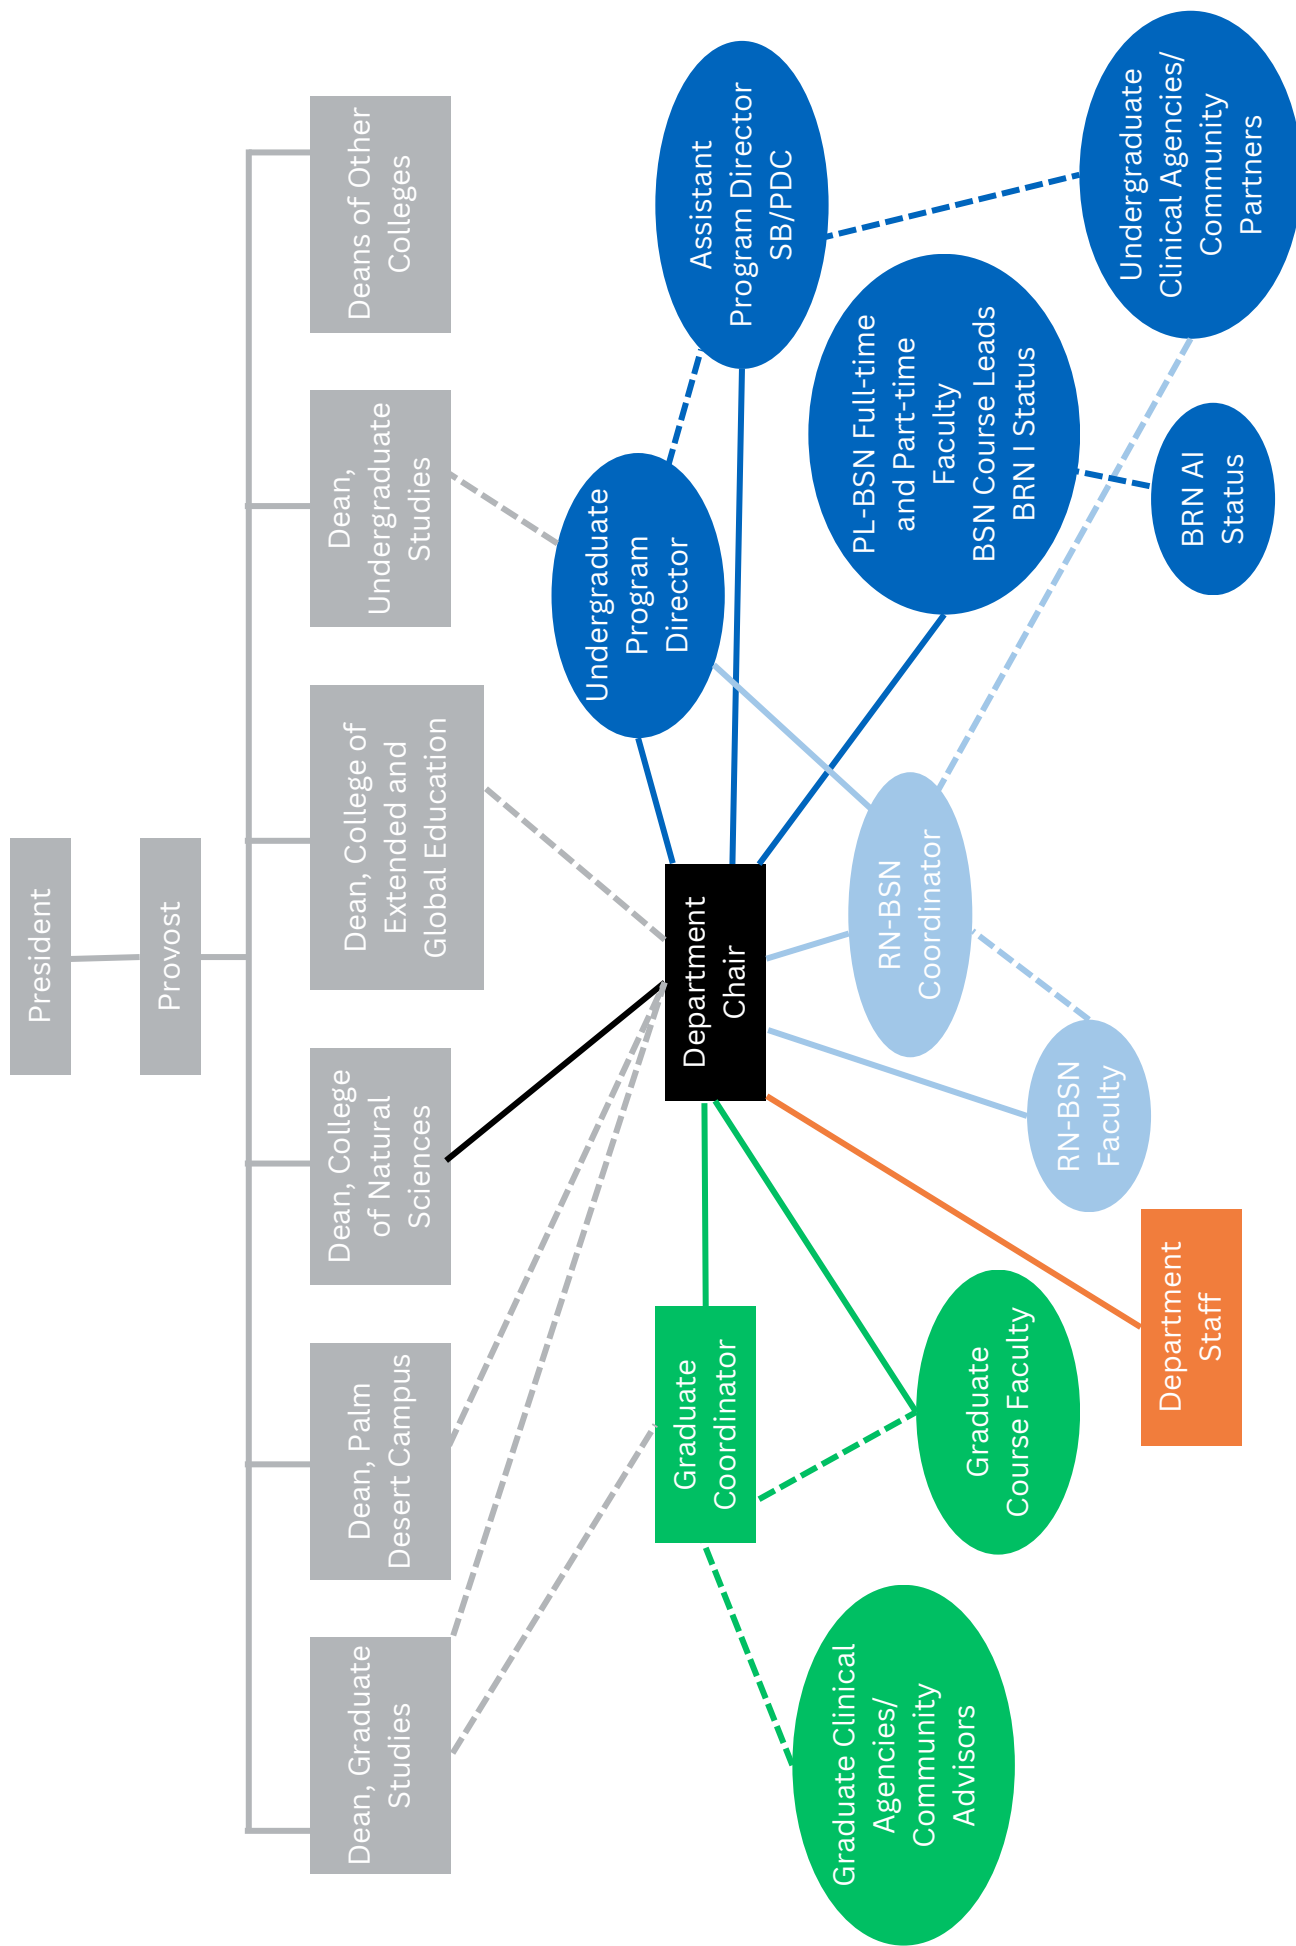 President
Provost
Dean, Graduate
Studies
Dean, Palm
Desert Campus
Dean, College
of Natural
Sciences
Dean, College of
Extended and
Global Education
Dean,
Undergraduate
Studies
Deans of Other
Colleges
Undergraduate
Program
Director
Assistant
Program Director
SB/PDC
Graduate
Coordinator
Department
Chair
Graduate Clinical
Agencies/
Community
Advisors
Graduate
Course Faculty
RN-BSN
Coordinator
PL-BSN Full-time
and Part-time
Faculty
BSN Course Leads
BRN I Status
RN-BSN
Faculty
Department
Staff
BRN AI
Status
Undergraduate
Clinical Agencies/
Community
Partners